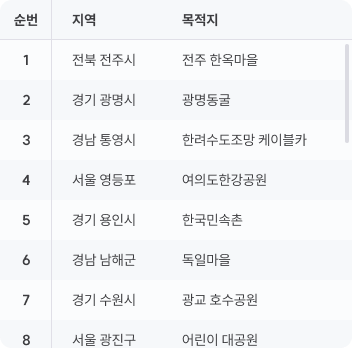 순번 지역 목적지
1 전북 전주시 전주 한옥마을
2 경기 광명시 광명동굴
3 경남 통영시 한려수도조망 케이블카
4 서울 영등포 여의도한강공원
5 경기 용인시 한국민속촌
6 경남 남해군 독일마을
7 경기 수원시 광교 호수공원
8 서울 광진구 어린이 대공원